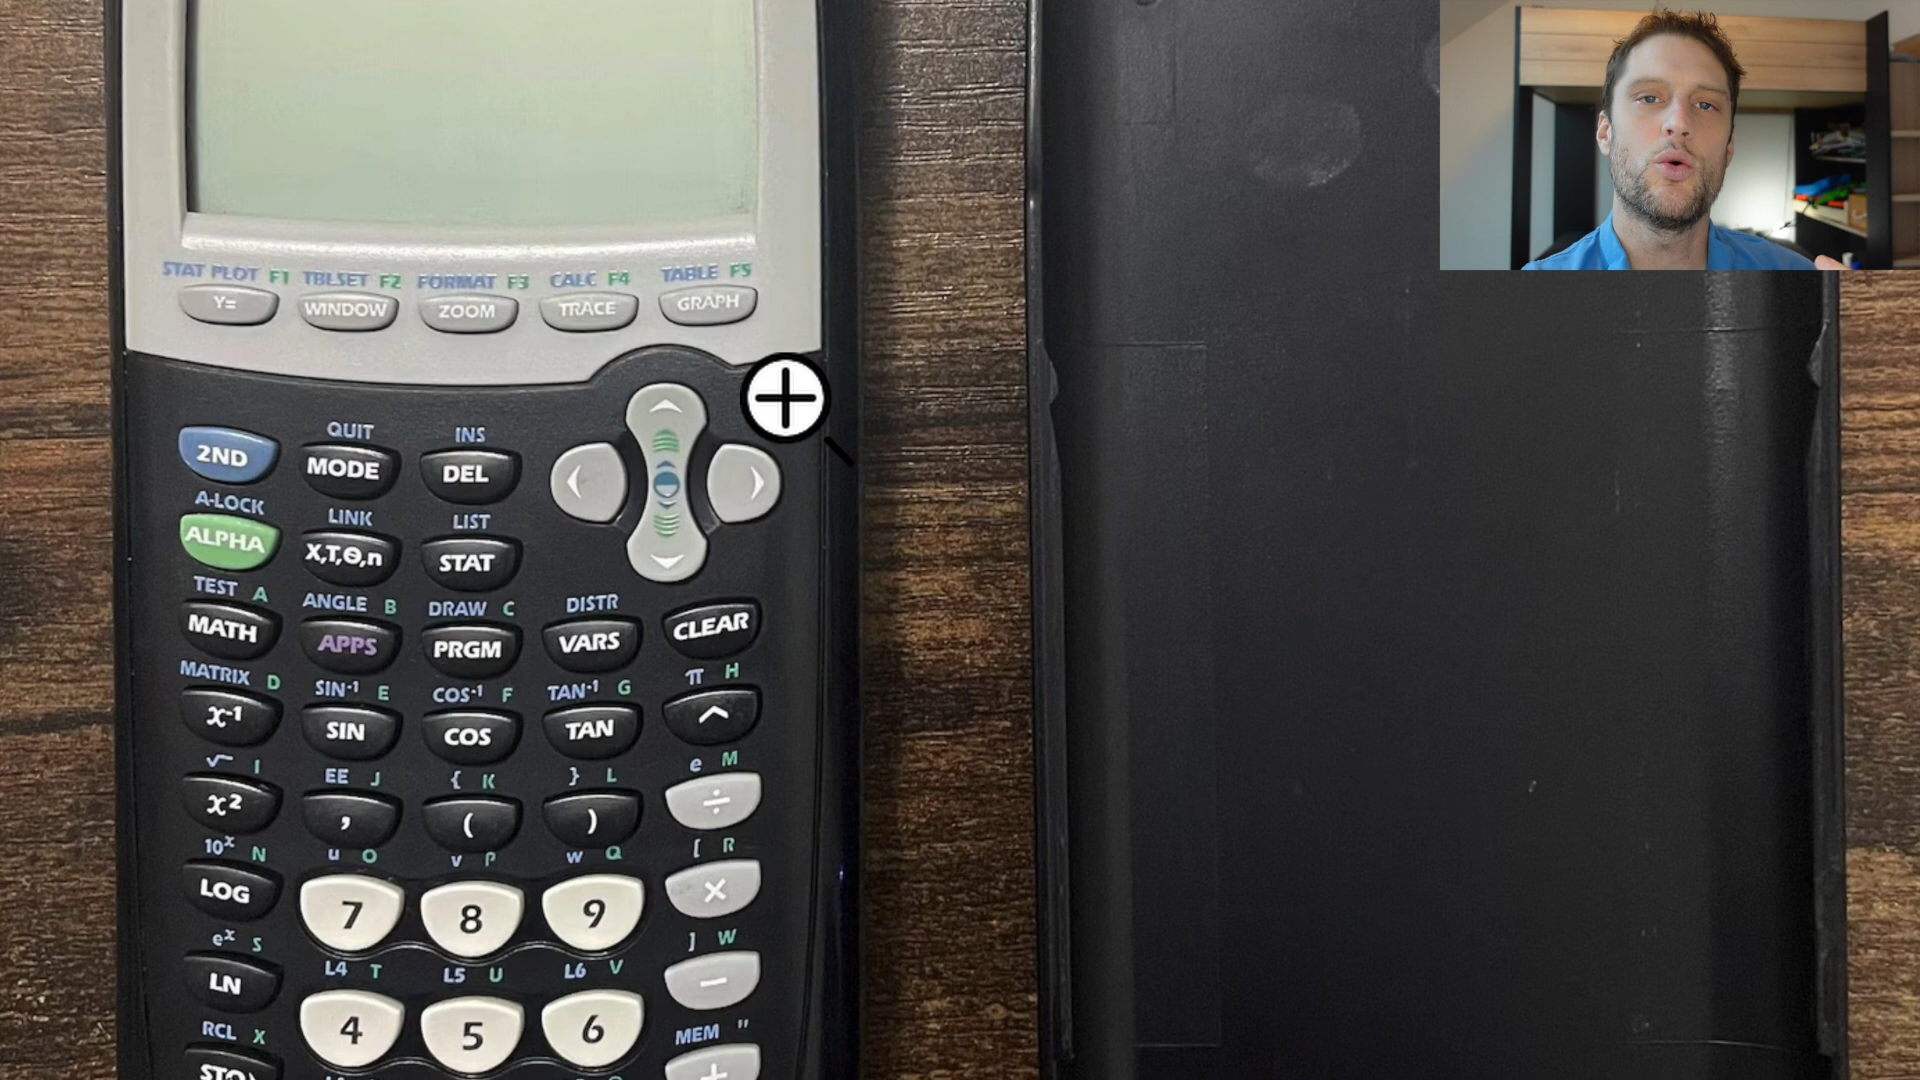 STAT PLOT F1 TBLSET F2 FORMAT F3 CALC F4 TABLE F5
Y= WINDOW ZOOM TRACE GRAPH
QUIT INS
2ND MODE DEL
A-LOCK LINK LIST
ALPHA X,T,Θ,n STAT
TEST A ANGLE B DRAW C DISTR
MATH APPS PRGM VARS CLEAR
MATRIX D SIN⁻¹ E COS⁻¹ F TAN⁻¹ G π H
x⁻¹ SIN COS TAN ^
√ I EE J { K } L e M
x² , ( ) ÷
10ˣ N u O v P w Q [ R
LOG 7 8 9 ×
eˣ S L4 T L5 U L6 V ] W
LN 4 5 6 −
RCL X MEM "
STO› +